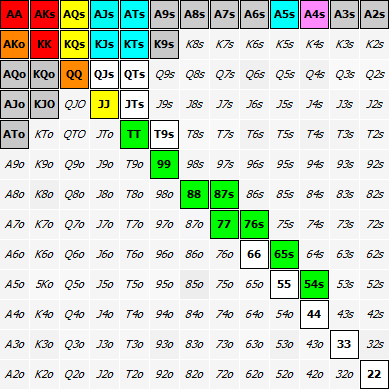 AA AKs AQs AJs ATs A9s A8s A7s A6s A5s A4s A3s A2s
AKo KK KQs KJs KTs K9s K8s K7s K6s K5s K4s K3s K2s
AQo KQo QQ QJs QTs Q9s Q8s Q7s Q6s Q5s Q4s Q3s Q2s
AJo KJO QJO JJ JTs J9s J8s J7s J6s J5s J4s J3s J2s
ATo KTo QTO JTo TT T9s T8s T7s T6s T5s T4s T3s T2s
A9o K9o Q9o J9o T9o 99 98s 97s 96s 95s 94s 93s 92s
A8o K8o Q8o J8o T8o 98o 88 87s 86s 85s 84s 83s 82s
A7o K7o Q7o J7o T7o 97o 87o 77 76s 75s 74s 73s 72s
A6o K6o Q6o J6o T6o 96o 86o 76o 66 65s 64s 63s 62s
A5o 5Ko Q5o J5o T5o 95o 85o 75o 65o 55 54s 53s 52s
A4o K4o Q4o J4o T4o 94o 84o 74o 64o 54o 44 43s 42s
A3o K3o Q3o J3o T3o 93o 83o 73o 63o 53o 43o 33 32s
A2o K2o Q2o J2o T2o 92o 82o 72o 62o 52o 42o 32o 22